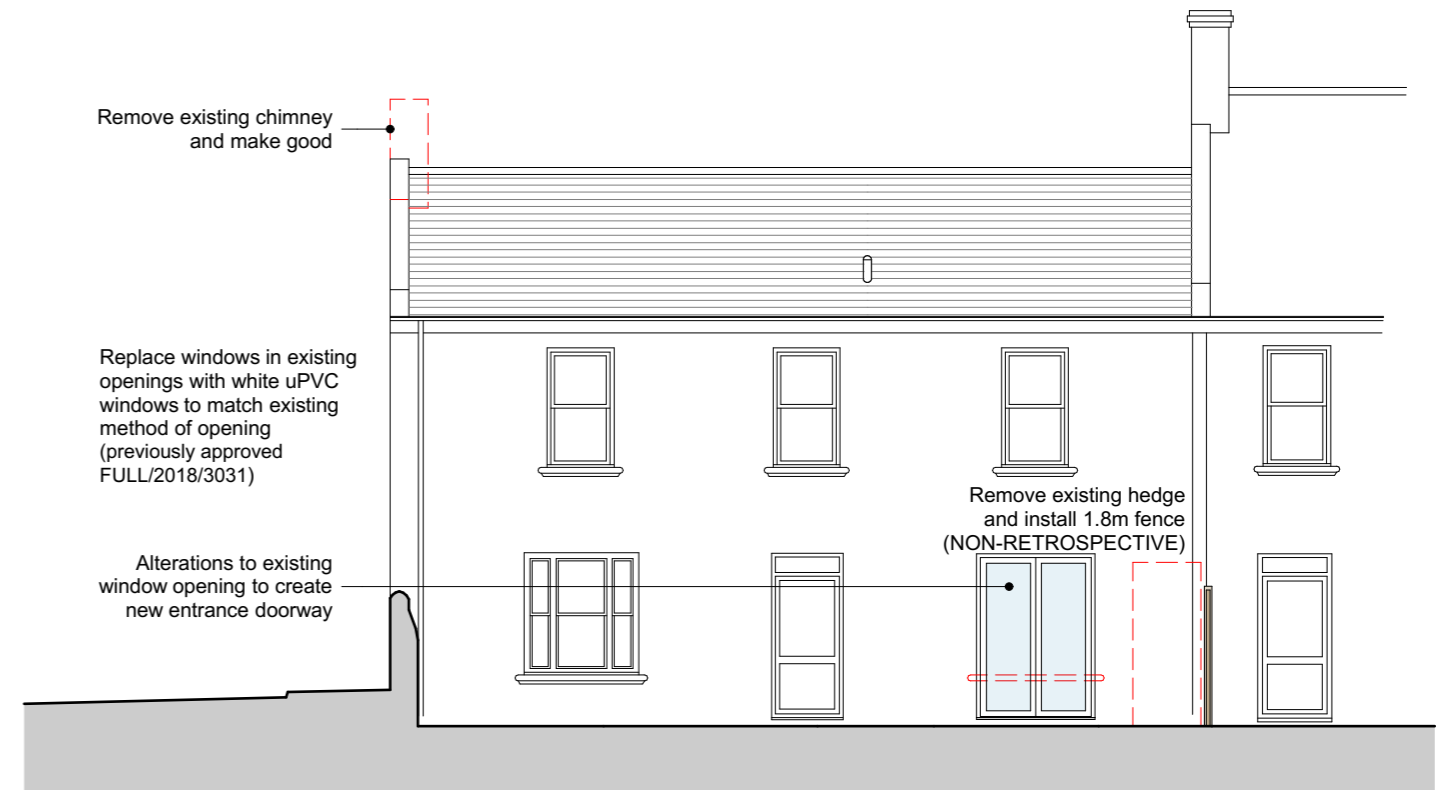 Remove existing chimney
and make good
Replace windows in existing
openings with white uPVC
windows to match existing
method of opening
(previously approved
FULL/2018/3031)
Remove existing hedge
and install 1.8m fence
(NON-RETROSPECTIVE)
Alterations to existing
window opening to create
new entrance doorway